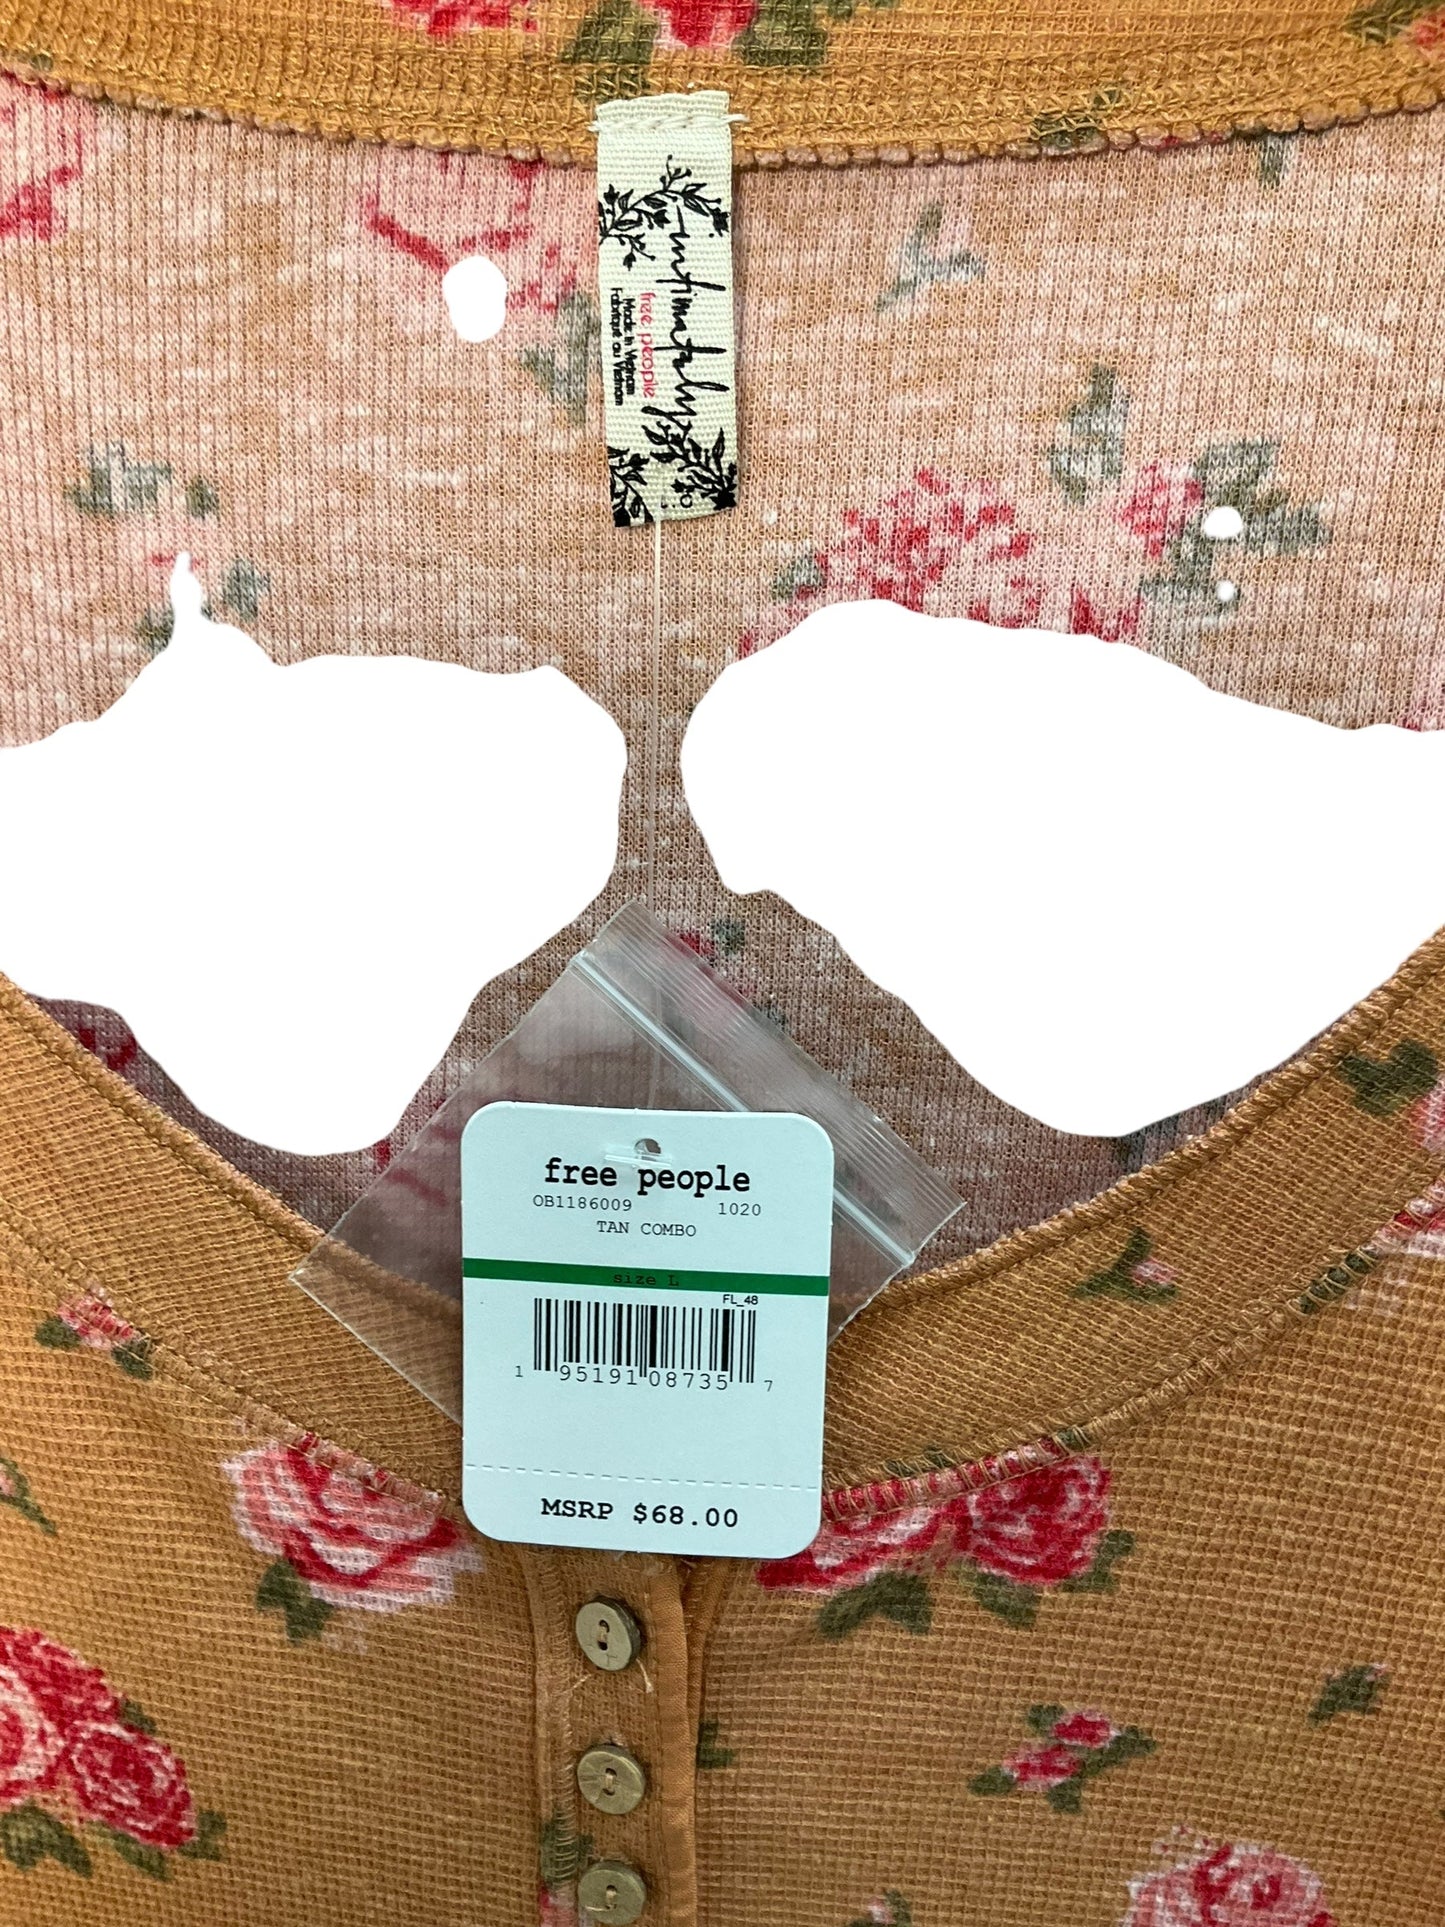 intimately
free people
Made in Vietnam
Fabriqué au Vietnam
free people
OB1186009 1020
TAN COMBO
size L
FL_48
1 95191 08735 7
MSRP $68.00